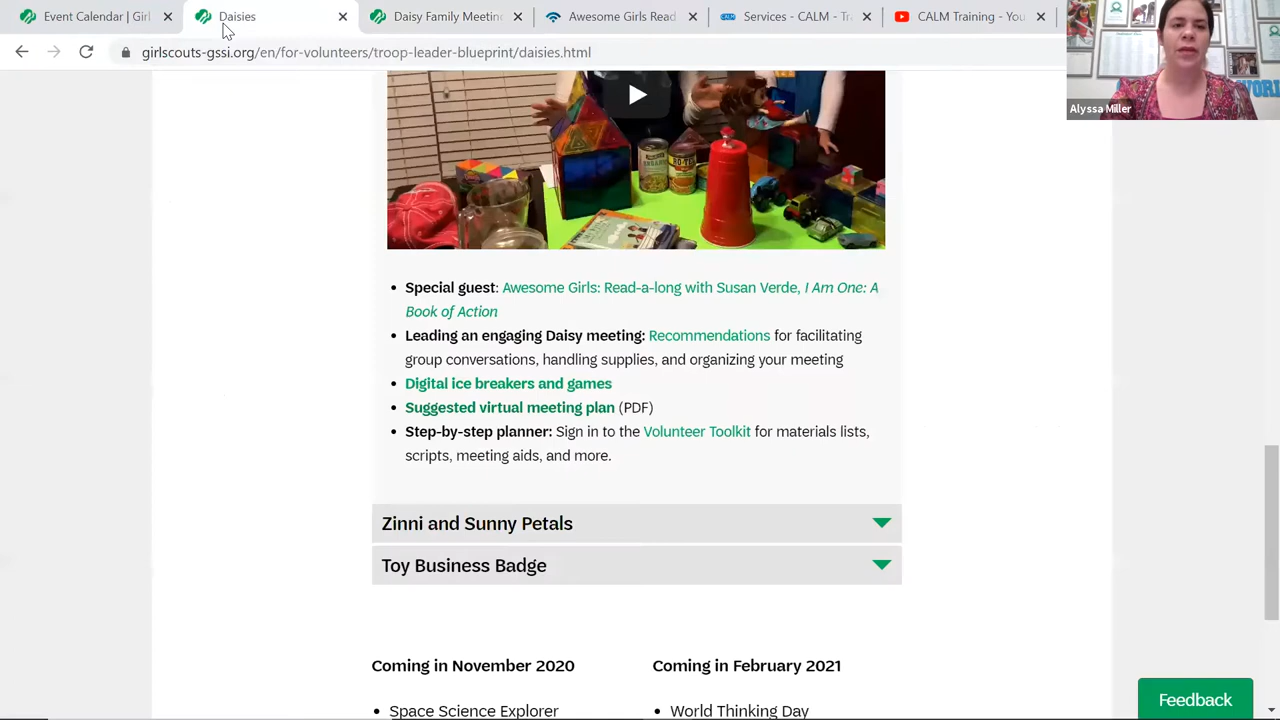 Event Calendar | Girl
Daisies
Daisy Family Meetin
Awesome Girls Read
Services - CALM -
CALM Training - Yo
girlscouts-gssi.org/en/for-volunteers/troop-year-blueprint/daisies.html
Alyssa Miller
Special guest: Awesome Girls: Read-a-long with Susan Verde, I Am One: A
Book of Action
Leading an engaging Daisy meeting: Recommendations for facilitating
group conversations, handling supplies, and organizing your meeting
Digital ice breakers and games
Suggested virtual meeting plan (PDF)
Step-by-step planner: Sign in to the Volunteer Toolkit for materials lists,
scripts, meeting aids, and more.
Zinni and Sunny Petals
Toy Business Badge
Coming in November 2020
Coming in February 2021
Space Science Explorer
World Thinking Day
Feedback